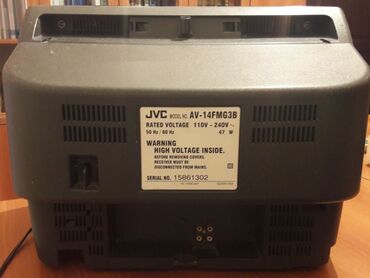 JVC MODEL NO. AV-14FMG3B
RATED VOLTAGE 110V - 240V ~
50 Hz / 60 Hz 47 W
WARNING
HIGH VOLTAGE INSIDE.
BEFORE REMOVING COVERS,
RECEIVER MUST BE
DISCONNECTED FROM MAINS.
SERIAL NO. 15861302